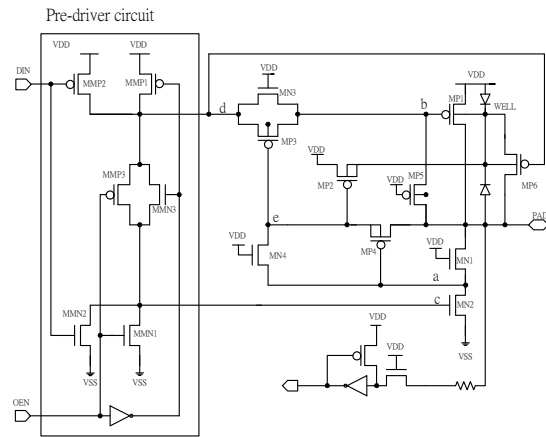 Pre-driver circuit
VDD
VDD
DIN
MMP2
MMP1
VDD
MN3
d
MP3
VDD
MP1
WELL
b
MP6
VDD
MP2
VDD
MP5
MMP3
MMN3
PAD
e
MP4
VDD
MN4
VDD
MN1
a
c
MN2
MMN2
MMN1
VSS
VSS
VSS
VDD
VDD
OEN